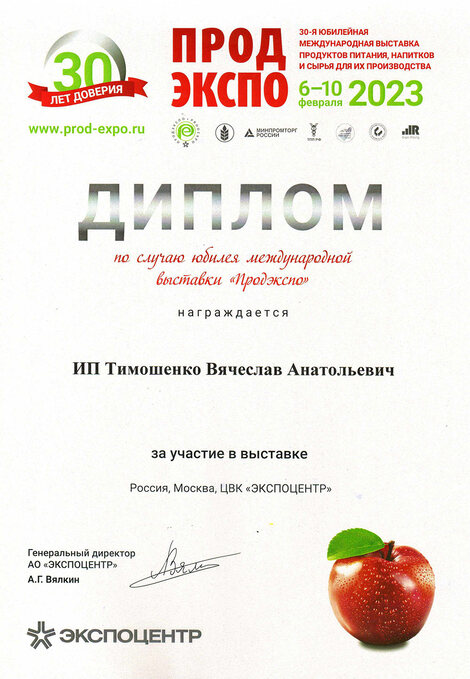 30
ЛЕТ ДОВЕРИЯ
www.prod-expo.ru
ПРОД
ЭКСПО
30-Я ЮБИЛЕЙНАЯ
МЕЖДУНАРОДНАЯ ВЫСТАВКА
ПРОДУКТОВ ПИТАНИЯ, НАПИТКОВ
И СЫРЬЯ ДЛЯ ИХ ПРОИЗВОДСТВА
6–10
февраля
2023
МИНПРОМТОРГ
РОССИИ
ДИПЛОМ
по случаю юбилея международной
выставки «Продэкспо»
награждается
ИП Тимошенко Вячеслав Анатольевич
за участие в выставке
Россия, Москва, ЦВК «ЭКСПОЦЕНТР»
Генеральный директор
АО «ЭКСПОЦЕНТР»
А.Г. Вялкин
ЭКСПОЦЕНТР